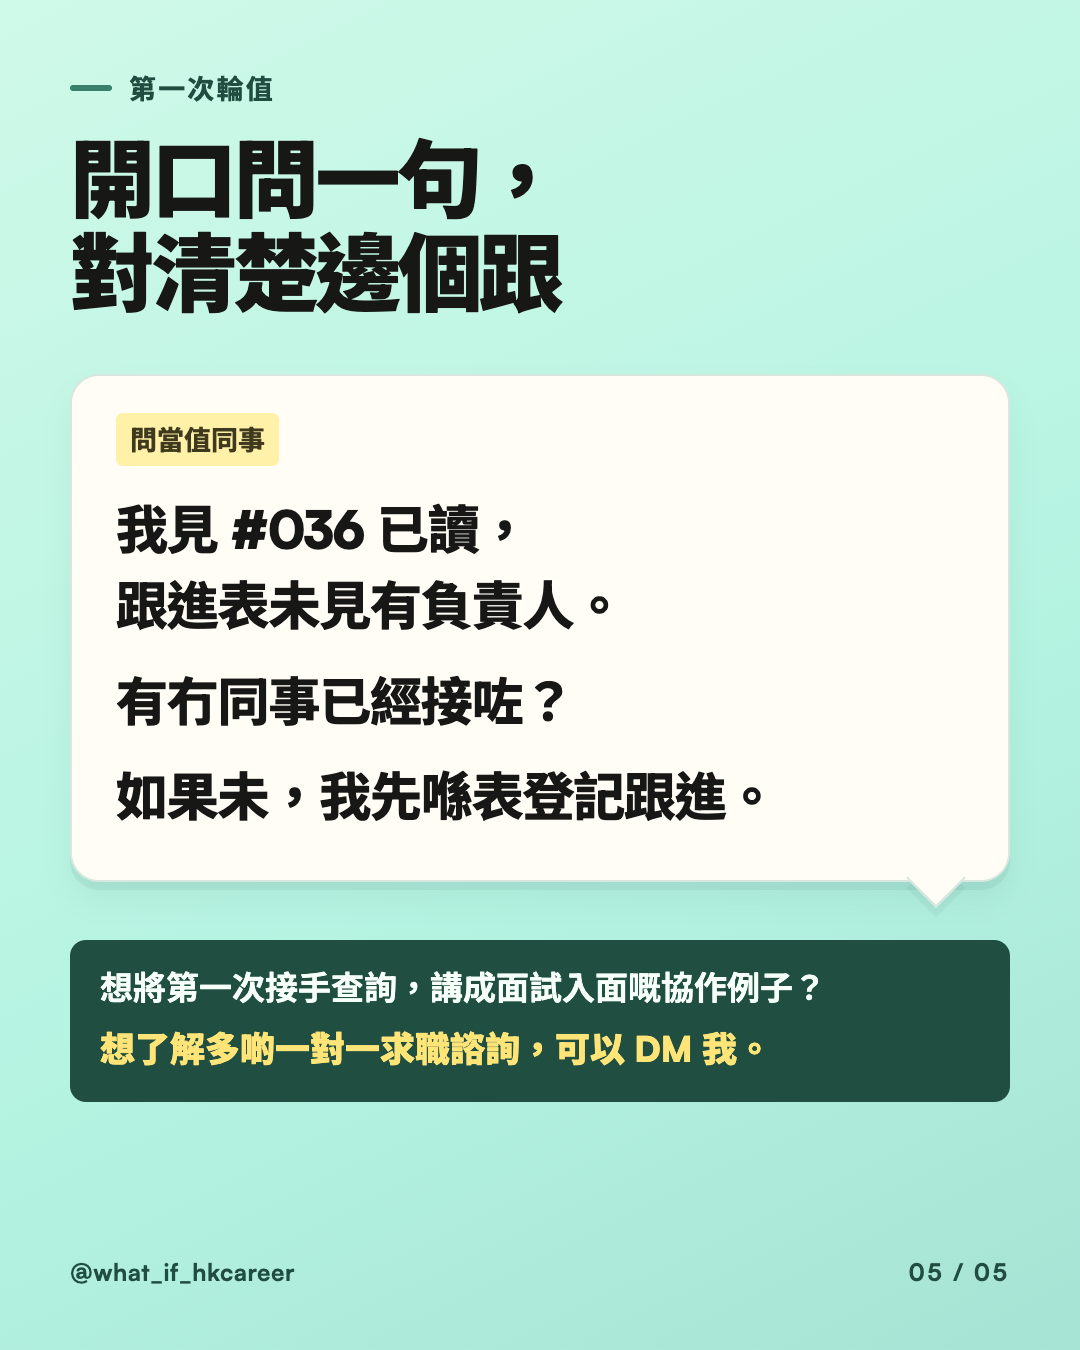 第一次輪值
開口問一句，
對清楚邊個跟
問當值同事
我見 #036 已讀，
跟進表未見有負責人。
有冇同事已經接咗？
如果未，我先喺表登記跟進。
想將第一次接手查詢，講成面試入面嘅協作例子？
想了解多啲一對一求職諮詢，可以 DM 我。
@what_if_hkcareer
05 / 05